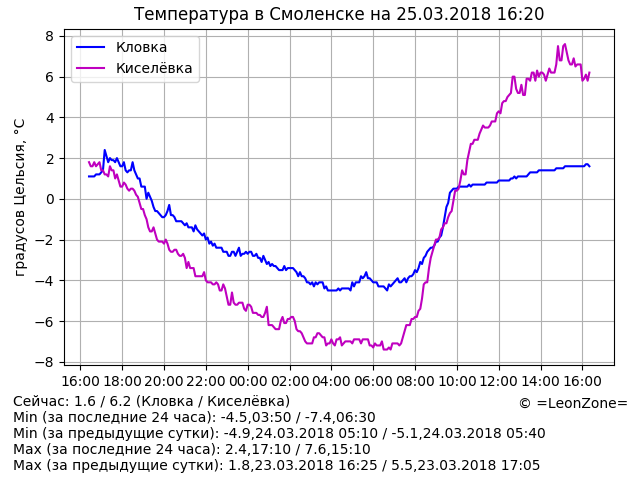 Температура в Смоленске на 25.03.2018 16:20
градусов Цельсия, °C
8
6
4
2
0
−2
−4
−6
−8
Кловка
Киселёвка
16:00 18:00 20:00 22:00 00:00 02:00 04:00 06:00 08:00 10:00 12:00 14:00 16:00
Сейчас: 1.6 / 6.2 (Кловка / Киселёвка)
© =LeonZone=
Min (за последние 24 часа): -4.5,03:50 / -7.4,06:30
Min (за предыдущие сутки): -4.9,24.03.2018 05:10 / -5.1,24.03.2018 05:40
Max (за последние 24 часа): 2.4,17:10 / 7.6,15:10
Max (за предыдущие сутки): 1.8,23.03.2018 16:25 / 5.5,23.03.2018 17:05